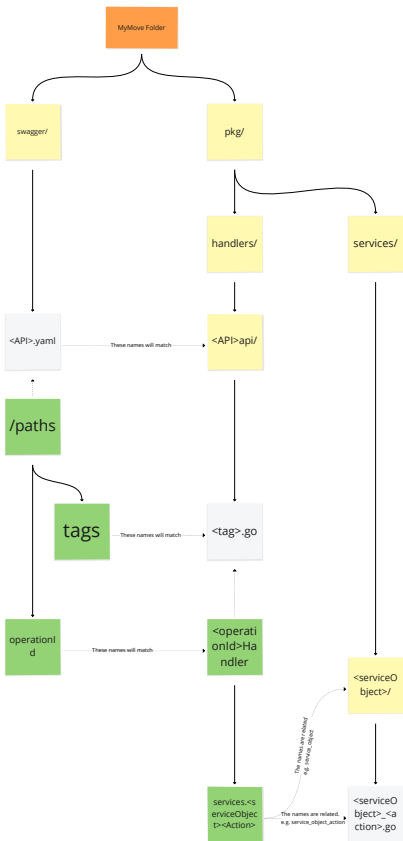 MyMove Folder
swagger/
pkg/
handlers/
services/
<API>.yaml
These names will match
<API>api/
/paths
tags
These names will match
<tag>.go
operationI
d
These names will match
<operati
onId>Ha
ndler
<serviceO
bject>/
The names are related
e.g. service_object
services.<s
erviceObjec
t><Action>
The names are related.
e.g. service_object_action
<serviceO
bject>_<a
ction>.go